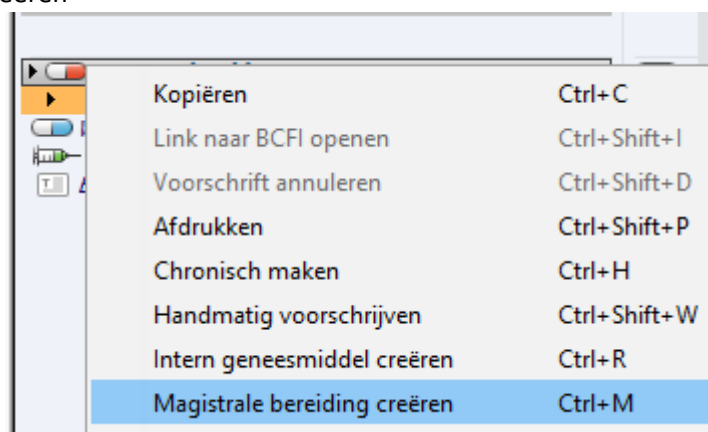 Kopiëren Ctrl+C
Link naar BCFI openen Ctrl+Shift+I
Voorschrift annuleren Ctrl+Shift+D
Afdrukken Ctrl+Shift+P
Chronisch maken Ctrl+H
Handmatig voorschrijven Ctrl+Shift+W
Intern geneesmiddel creëren Ctrl+R
Magistrale bereiding creëren Ctrl+M